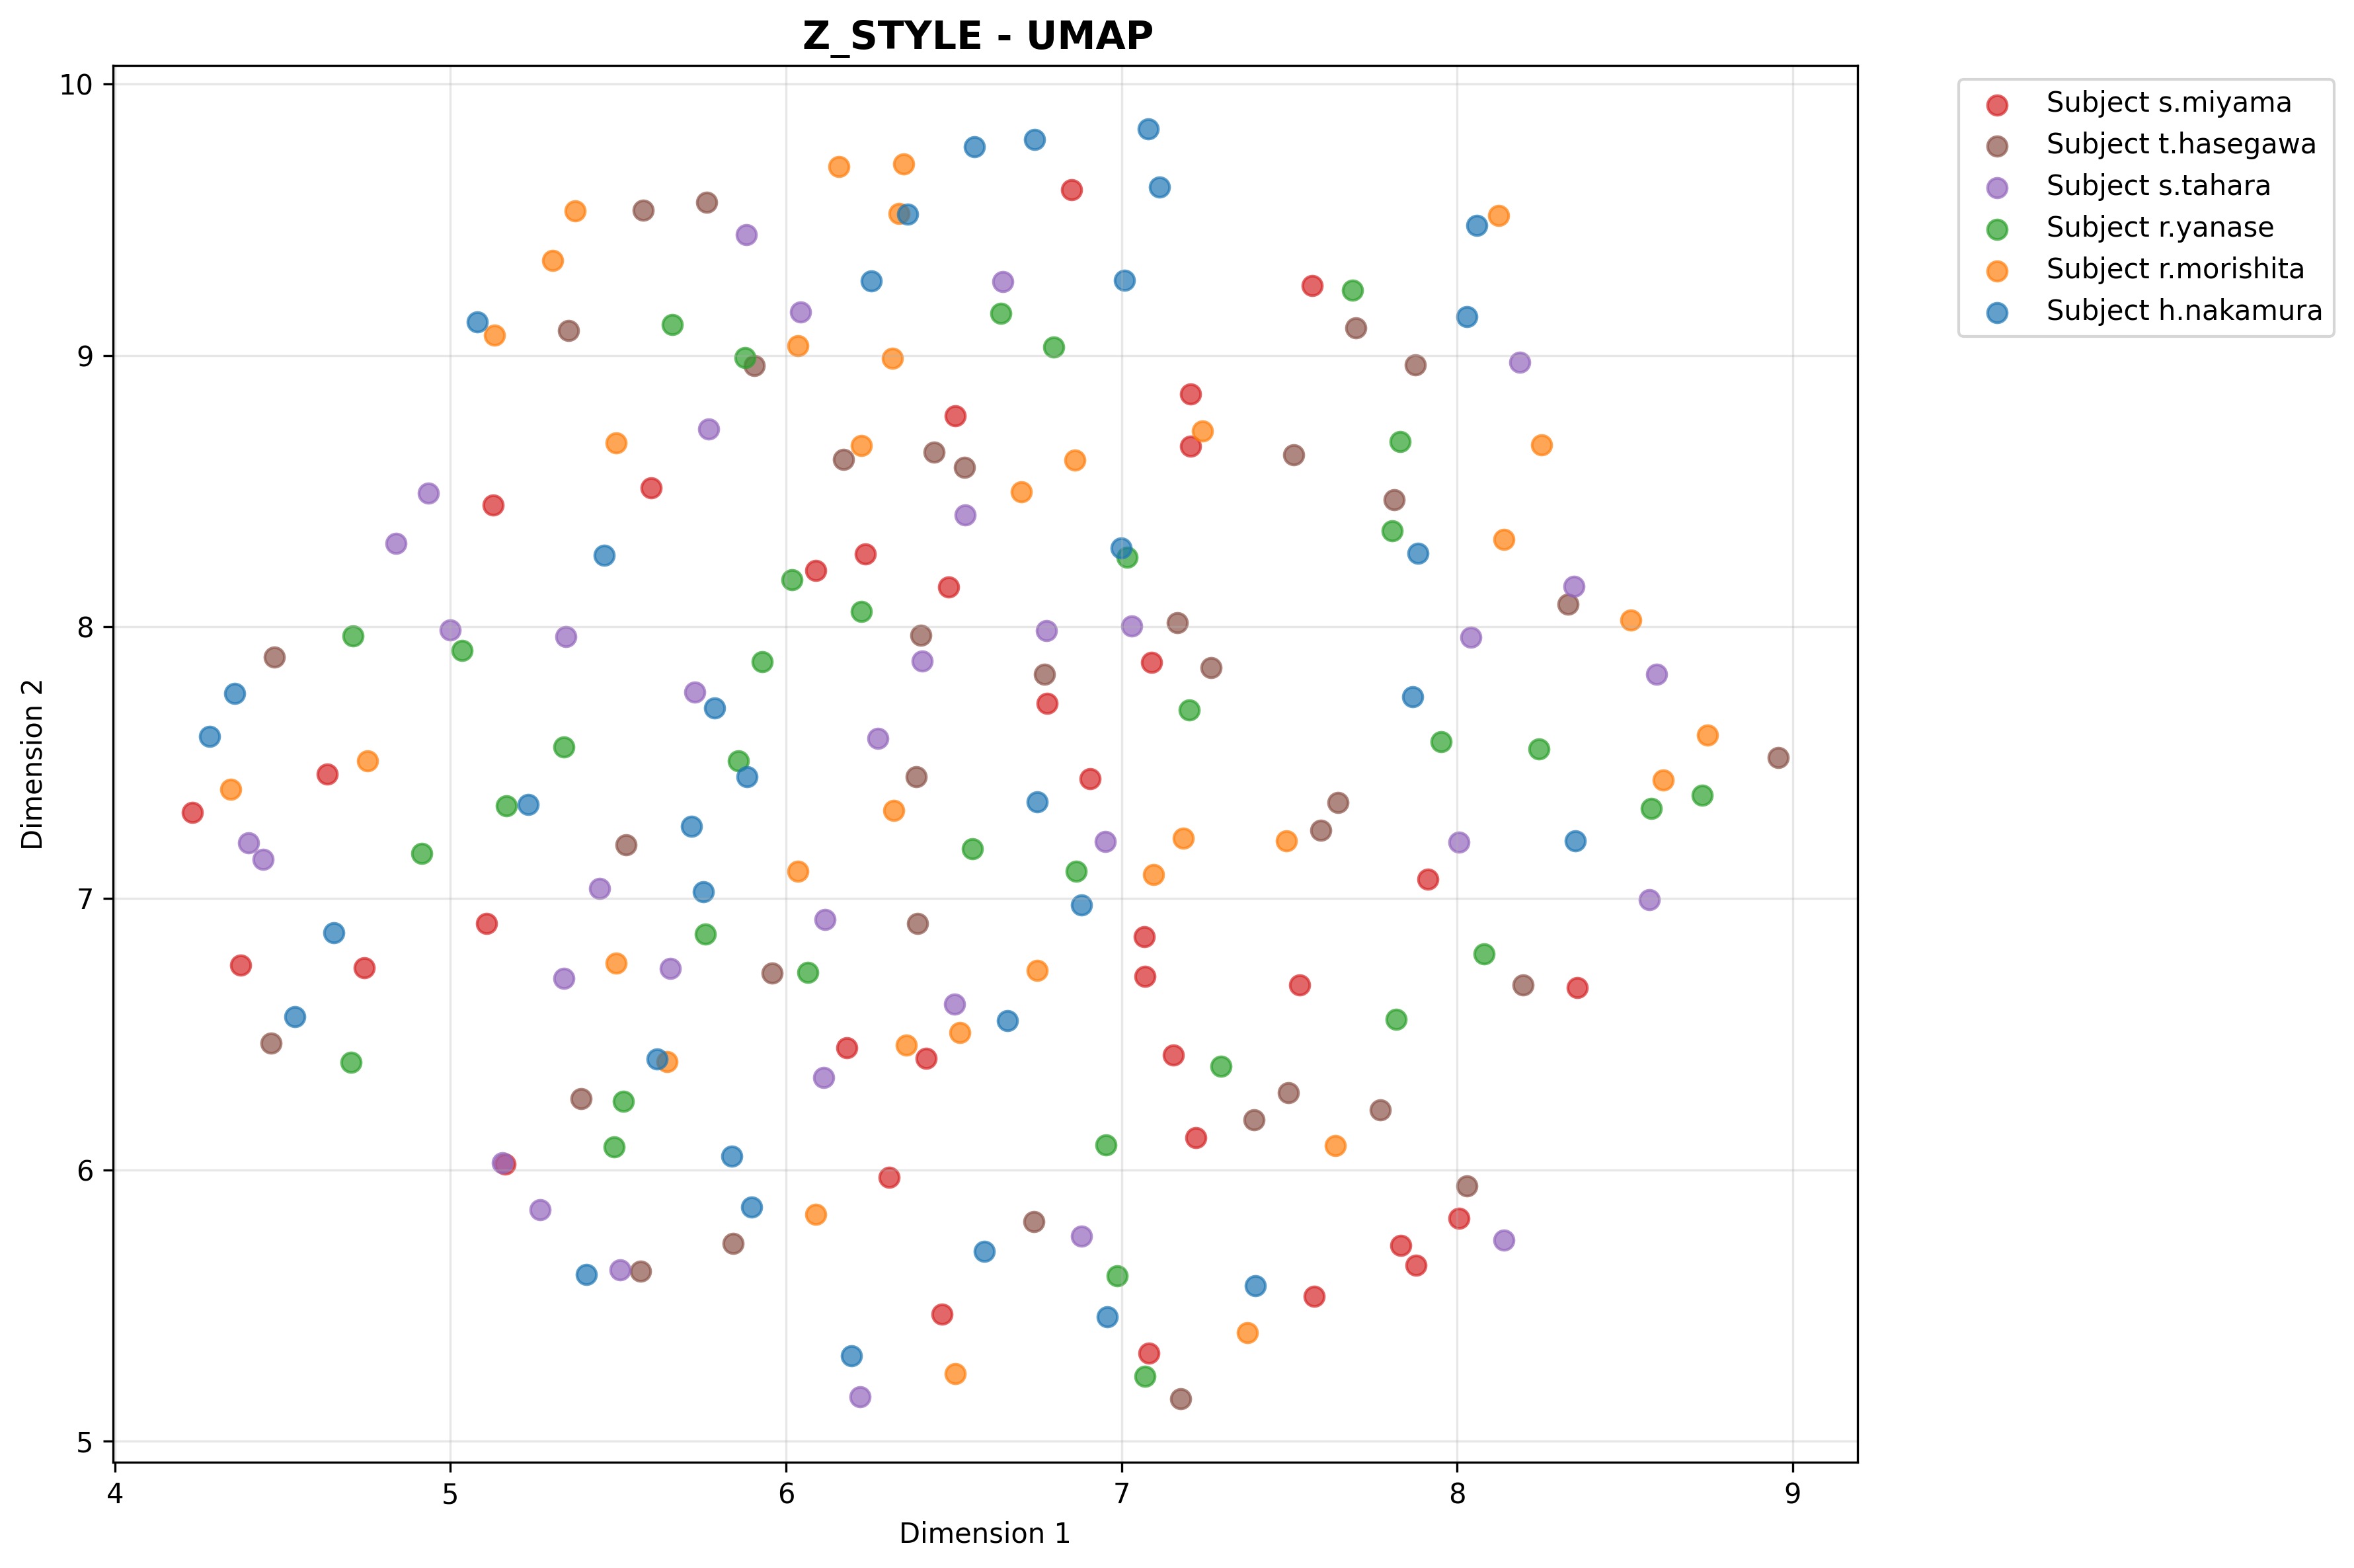 Z_STYLE - UMAP
Subject s.miyama
Subject t.hasegawa
Subject s.tahara
Subject r.yanase
Subject r.morishita
Subject h.nakamura
10
9
8
7
6
5
Dimension 2
4 5 6 7 8 9
Dimension 1